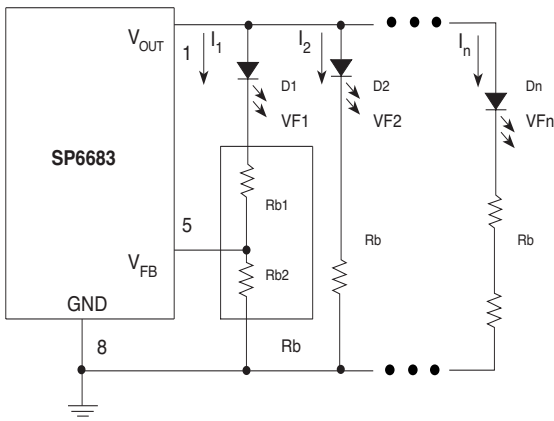 VOUT
1
I1
I2
In
D1
D2
Dn
VF1
VF2
VFn
SP6683
Rb1
5
Rb
Rb
VFB
Rb2
GND
8
Rb